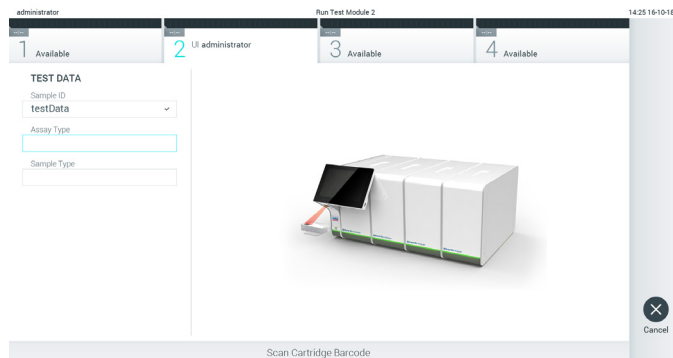 administrator
Run Test Module 2
14:25 16-10-18
--:--
1 Available
--:--
2 UI administrator
--:--
3 Available
--:--
4 Available
TEST DATA
Sample ID
testData
Assay Type
Sample Type
Cancel
Scan Cartridge Barcode